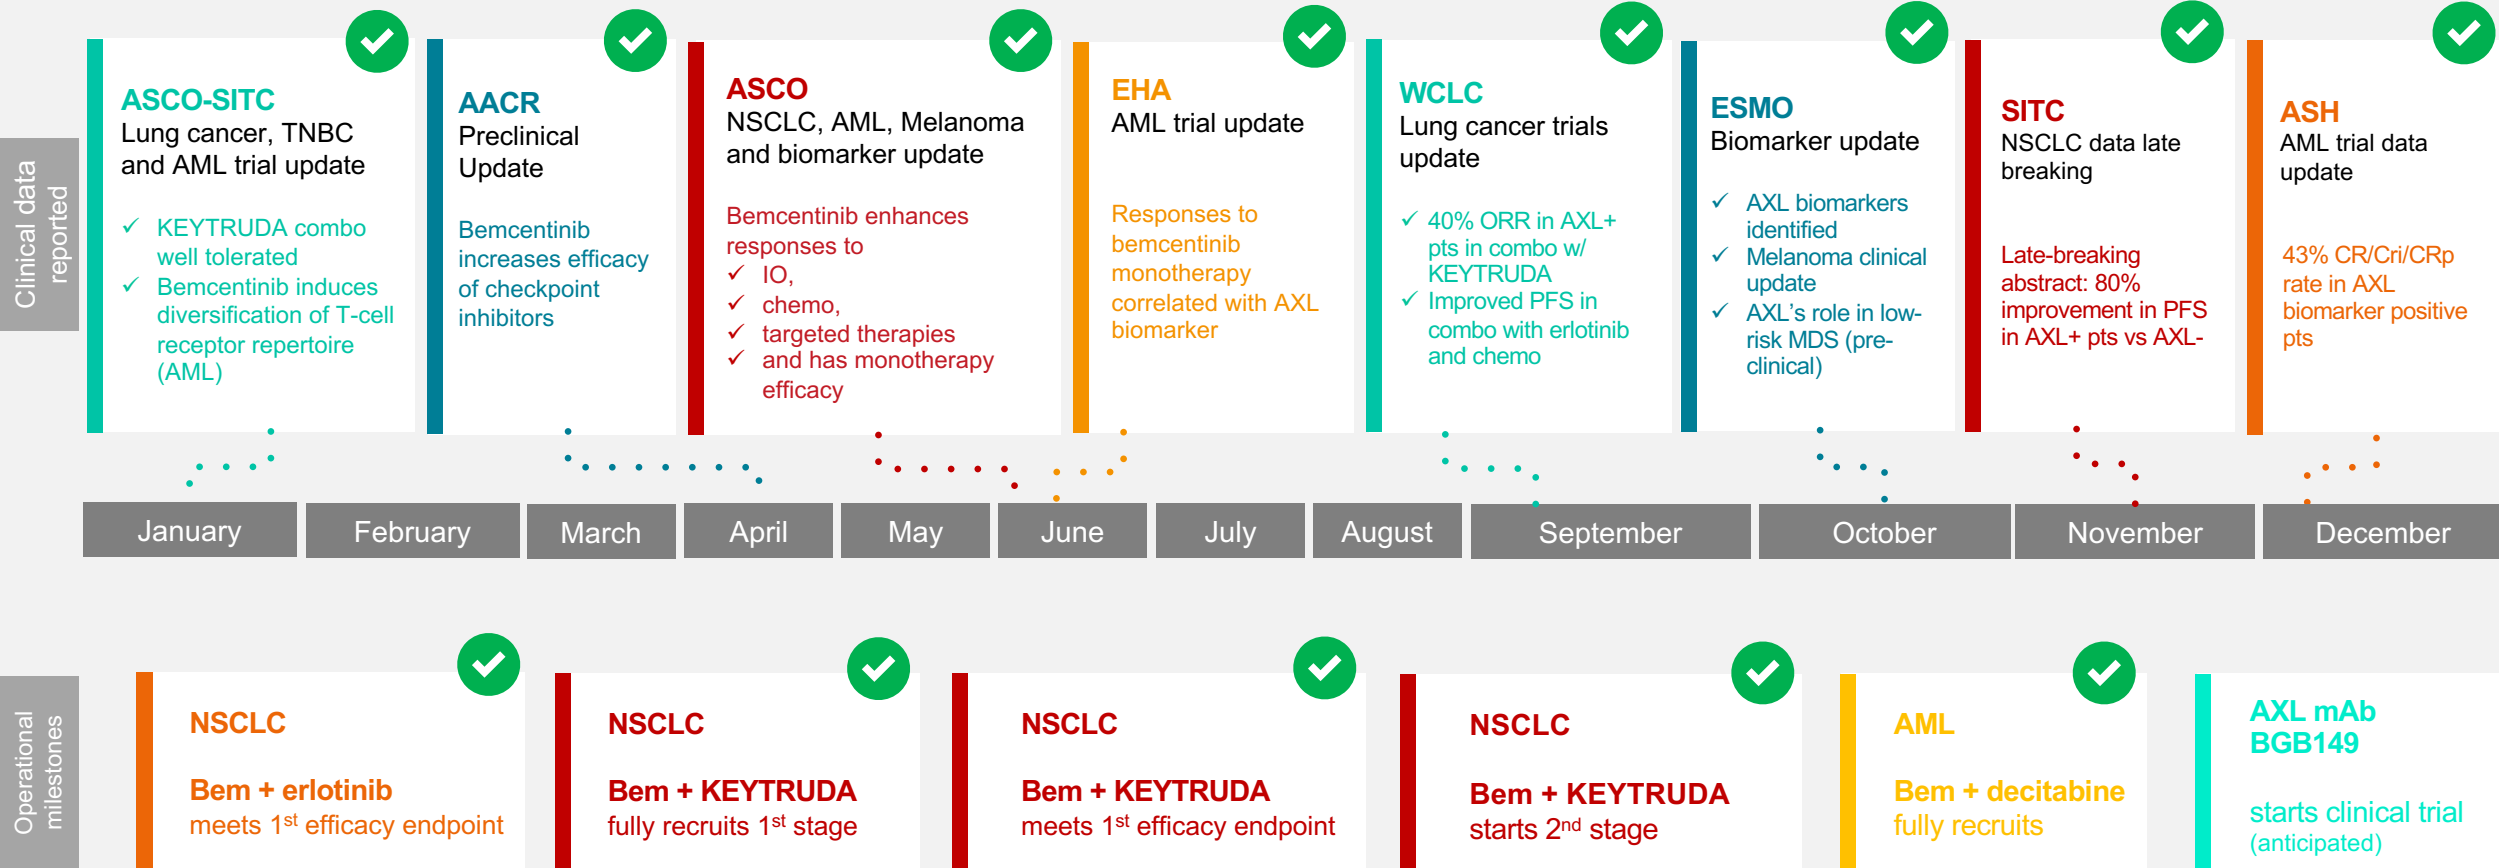 Clinical data
reported
ASCO-SITC
Lung cancer, TNBC
and AML trial update
✓ KEYTRUDA combo
well tolerated
✓ Bemcentinib induces
diversification of T-cell
receptor repertoire
(AML)
AACR
Preclinical
Update
Bemcentinib
increases efficacy
of checkpoint
inhibitors
ASCO
NSCLC, AML, Melanoma
and biomarker update
Bemcentinib enhances
responses to
✓ IO,
✓ chemo,
✓ targeted therapies
✓ and has monotherapy
efficacy
EHA
AML trial update
Responses to
bemcentinib
monotherapy
correlated with AXL
biomarker
WCLC
Lung cancer trials
update
✓ 40% ORR in AXL+
pts in combo w/
KEYTRUDA
✓ Improved PFS in
combo with erlotinib
and chemo
ESMO
Biomarker update
✓ AXL biomarkers
identified
✓ Melanoma clinical
update
✓ AXL's role in low-
risk MDS (pre-
clinical)
SITC
NSCLC data late
breaking
Late-breaking
abstract: 80%
improvement in PFS
in AXL+ pts vs AXL-
ASH
AML trial data
update
43% CR/Cri/CRp
rate in AXL
biomarker positive
pts
January
February
March
April
May
June
July
August
September
October
November
December
Operational
milestones
NSCLC
Bem + erlotinib
meets 1st efficacy endpoint
NSCLC
Bem + KEYTRUDA
fully recruits 1st stage
NSCLC
Bem + KEYTRUDA
meets 1st efficacy endpoint
NSCLC
Bem + KEYTRUDA
starts 2nd stage
AML
Bem + decitabine
fully recruits
AXL mAb
BGB149
starts clinical trial
(anticipated)